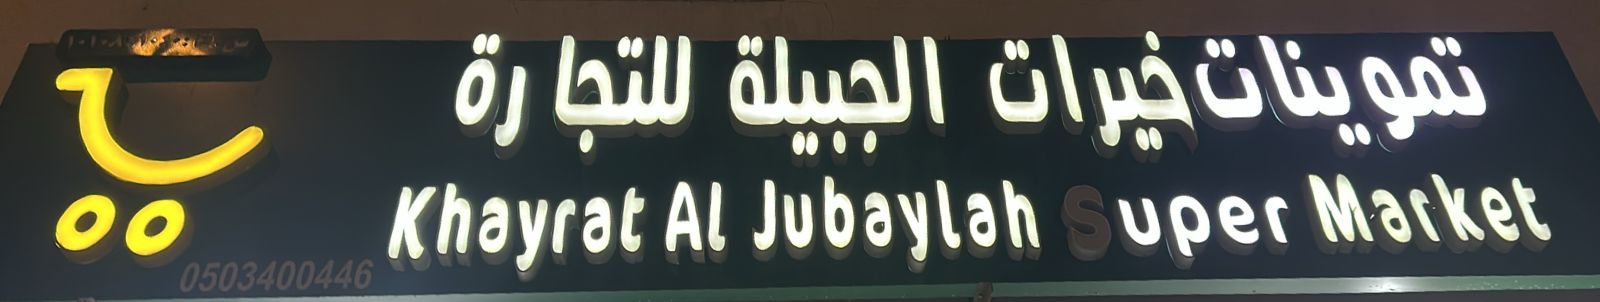 تموينات خيرات الجبيلة للتجارة
Khayrat Al Jubaylah Super Market
0503400446